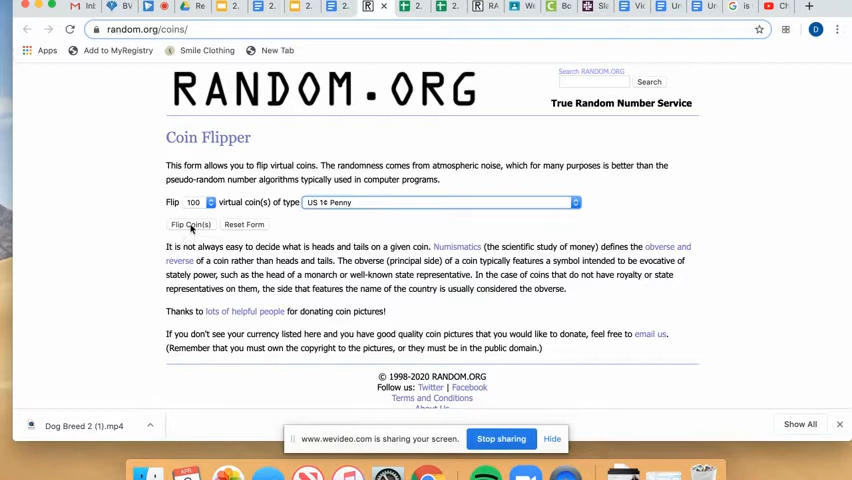 random.org/coins/
D
Apps Add to MyRegistry Smile Clothing New Tab
RANDOM.ORG
Search RANDOM.ORG
Search
True Random Number Service
Coin Flipper
This form allows you to flip virtual coins. The randomness comes from atmospheric noise, which for many purposes is better than the
pseudo-random number algorithms typically used in computer programs.
Flip 100 virtual coin(s) of type US 1¢ Penny
Flip Coin(s) Reset Form
It is not always easy to decide what is heads and tails on a given coin. Numismatics (the scientific study of money) defines the obverse and
reverse of a coin rather than heads and tails. The obverse (principal side) of a coin typically features a symbol intended to be evocative of
stately power, such as the head of a monarch or well-known state representative. In the case of coins that do not have royalty or state
representatives on them, the side that features the name of the country is usually considered the obverse.
Thanks to lots of helpful people for donating coin pictures!
If you don't see your currency listed here and you have good quality coin pictures that you would like to donate, feel free to email us.
(Remember that you must own the copyright to the pictures, or they must be in the public domain.)
© 1998-2020 RANDOM.ORG
Follow us: Twitter | Facebook
Terms and Conditions
About Us
Dog Breed 2 (1).mp4
Show All
www.wevideo.com is sharing your screen. Stop sharing Hide